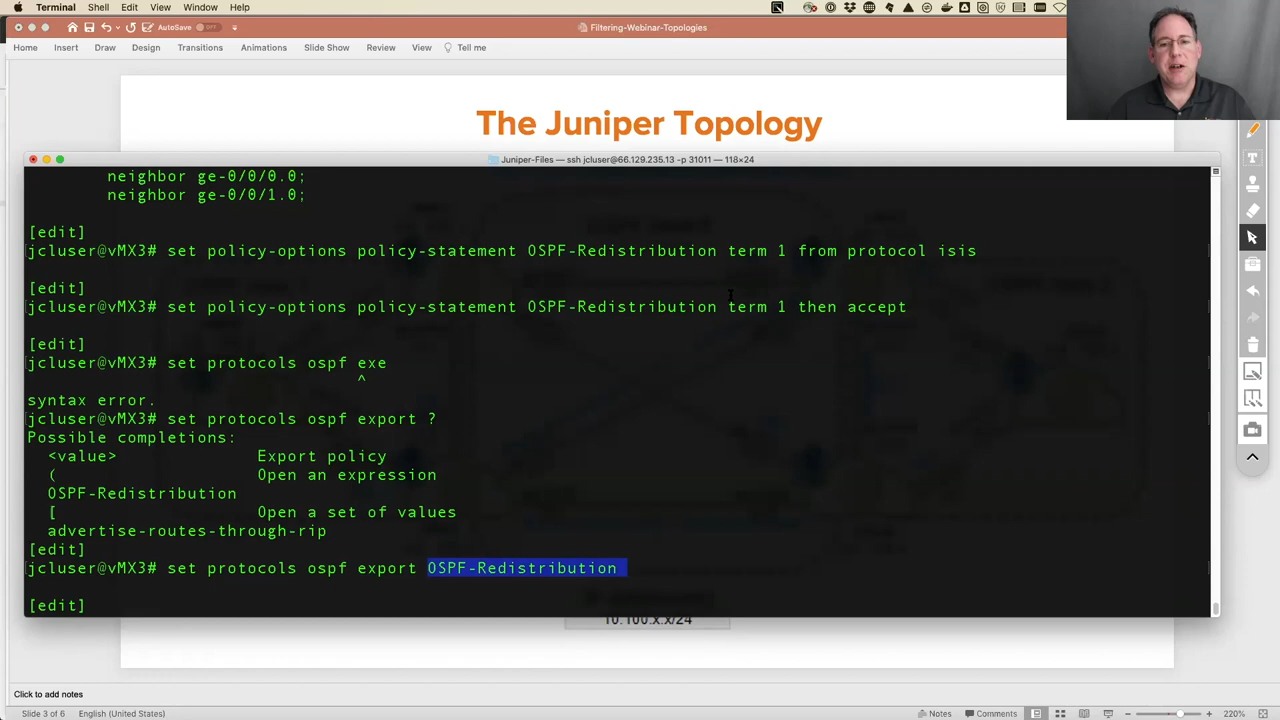 Terminal Shell Edit View Window Help
AutoSave OFF
Filtering-Webinar-Topologies
Home Insert Draw Design Transitions Animations Slide Show Review View Tell me
The Juniper Topology
Juniper-Files — ssh jcluser@66.129.235.13 -p 31011 — 118×24
neighbor ge-0/0/0.0;
neighbor ge-0/0/1.0;
[edit]
jcluser@vMX3# set policy-options policy-statement OSPF-Redistribution term 1 from protocol isis
[edit]
jcluser@vMX3# set policy-options policy-statement OSPF-Redistribution term 1 then accept
[edit]
jcluser@vMX3# set protocols ospf exe
^
syntax error.
jcluser@vMX3# set protocols ospf export ?
Possible completions:
<value> Export policy
( Open an expression
OSPF-Redistribution
[ Open a set of values
advertise-routes-through-rip
[edit]
jcluser@vMX3# set protocols ospf export OSPF-Redistribution
[edit]
10.100.x.x/24
Click to add notes
Slide 3 of 6 English (United States) Notes Comments 220%